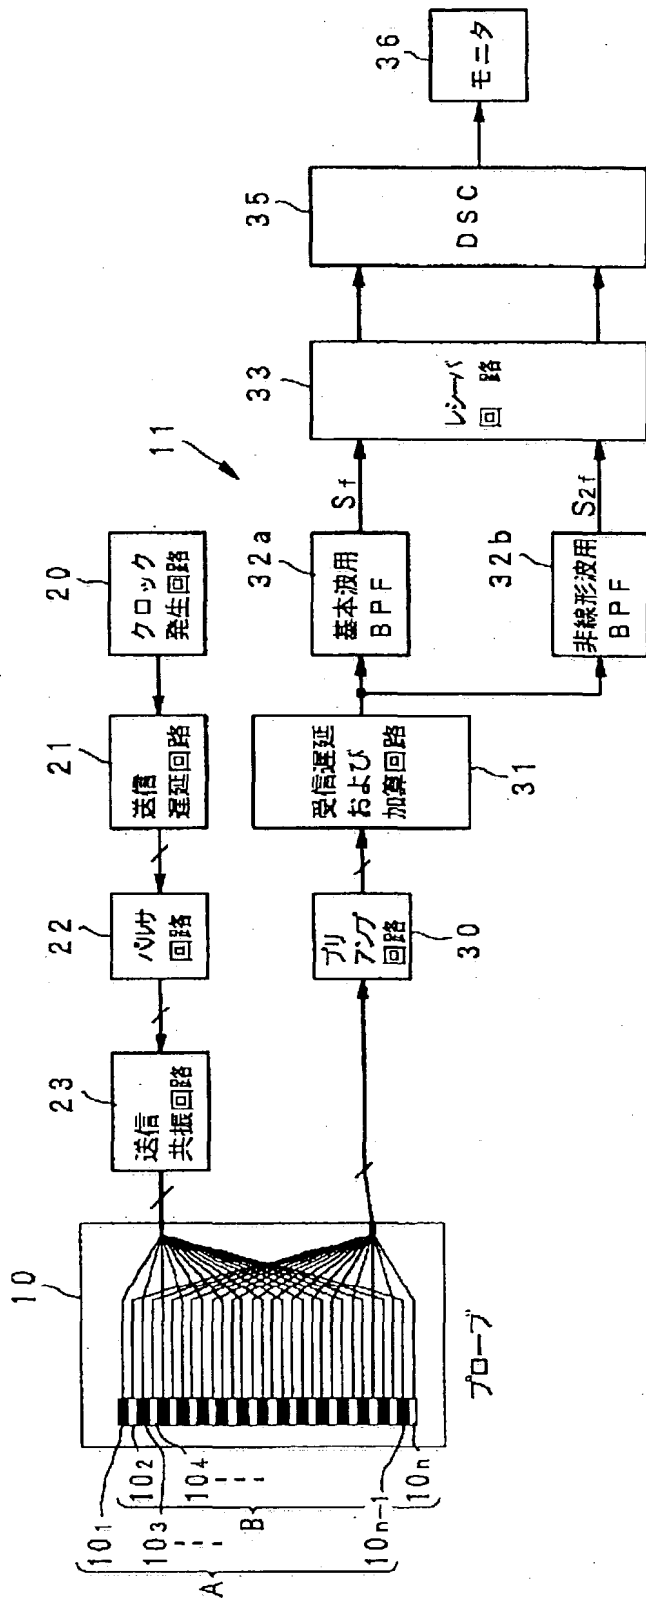 10
プローブ
10₁
10₂
10₃
10₄
10n-1
10n
A
B
23
送信
共振回路
22
パルサ
回路
21
送信
遅延回路
20
クロック
発生回路
11
プリ
アンプ
回路
30
受信遅延
および
加算回路
31
32a
基本波用
BPF
Sf
32b
非線形波用
BPF
S2f
33
レシーバ
回路
35
DSC
36
モニタ